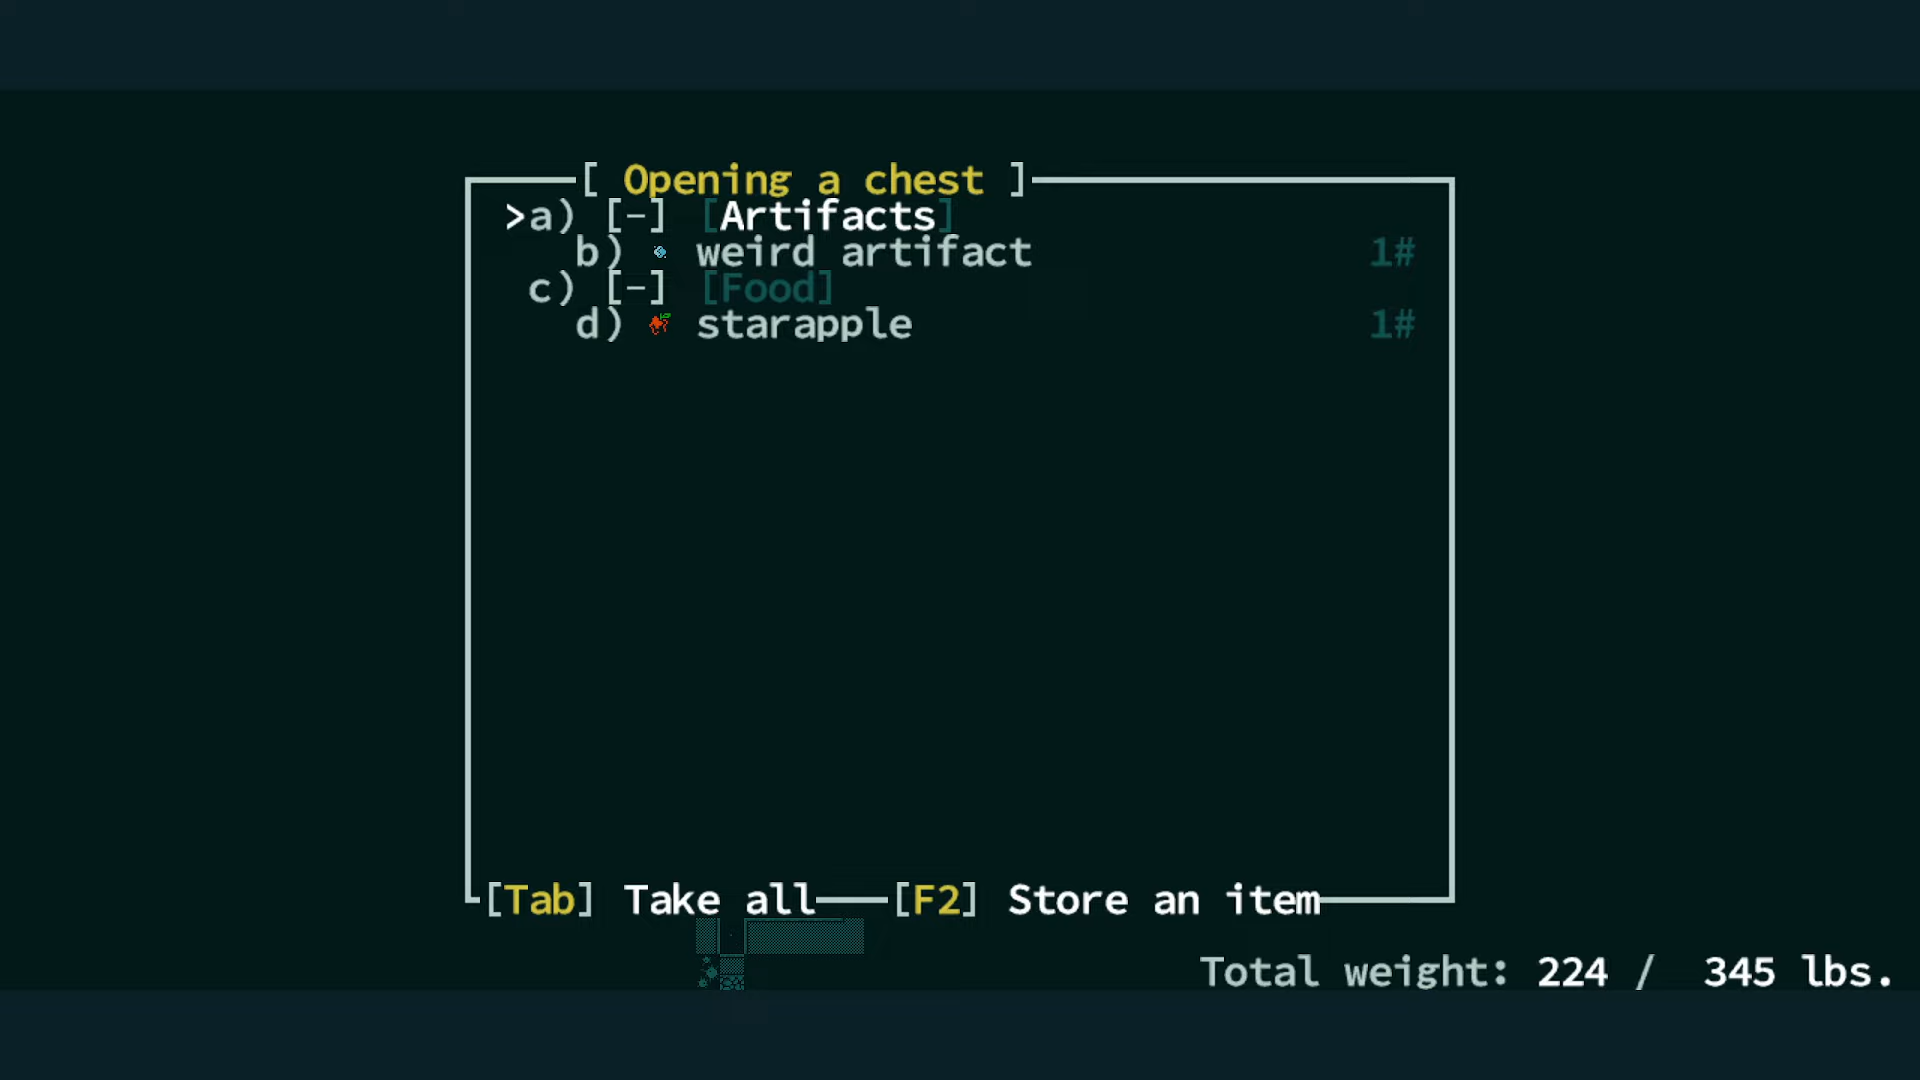 [ Opening a chest ]
>a) [-] [Artifacts]
b) weird artifact 1#
c) [-] [Food]
d) starapple 1#
[Tab] Take all [F2] Store an item
Total weight: 224 / 345 lbs.